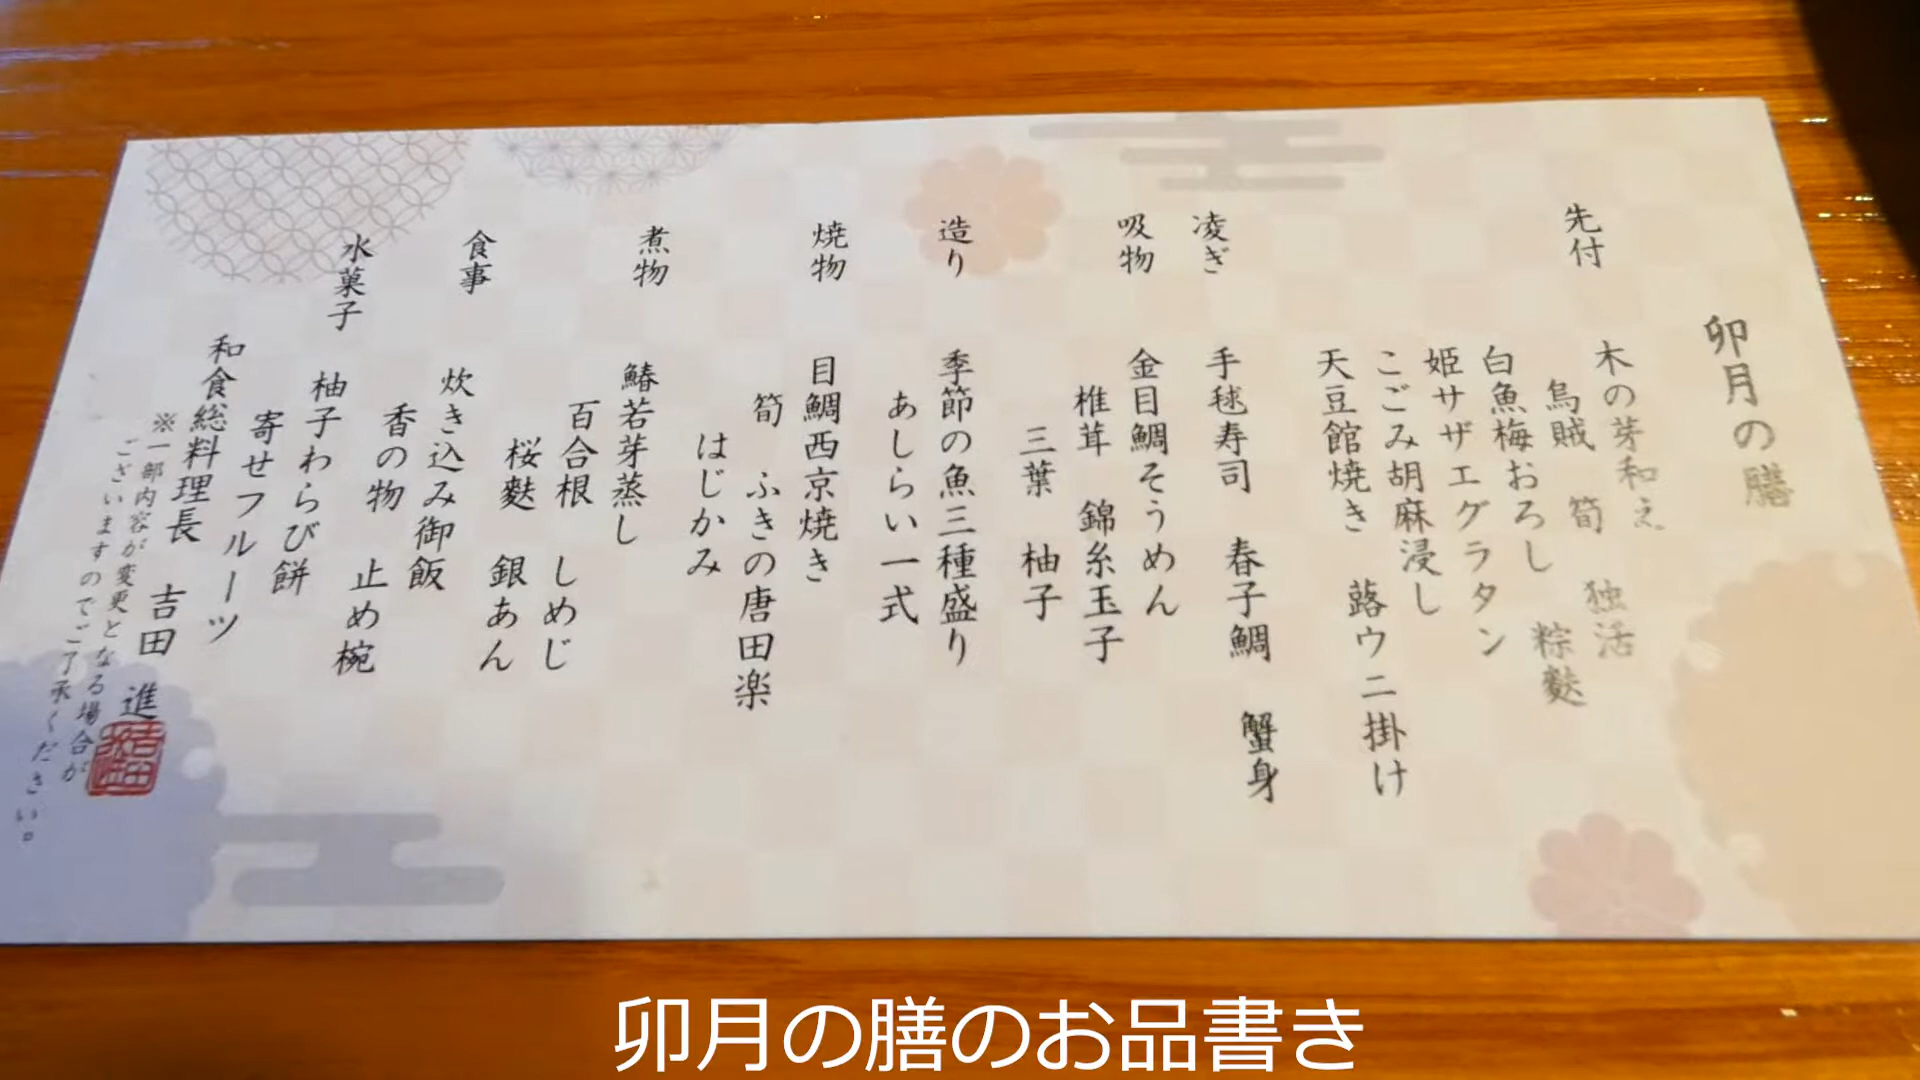 卯月の膳
先付
木の芽和え
烏賊 筍 独活
粽麩
白魚梅おろし
姫サザエグラタン
こごみ胡麻浸し
天豆館焼き 蕗ウニ掛け
凌ぎ
手毬寿司 春子鯛 蟹身
吸物
金目鯛そうめん
椎茸 錦糸玉子
三葉 柚子
造り
季節の魚三種盛り
あしらい一式
焼物
目鯛西京焼き
筍 ふきの唐田楽
はじかみ
煮物
鰆若芽蒸し
百合根 しめじ
桜麩 銀あん
食事
炊き込み御飯
香の物 止め椀
水菓子
柚子わらび餅
寄せフルーツ
和食総料理長 吉田 進
※一部内容が変更となる場合が
ございますのでご了承ください。
卯月の膳のお品書き